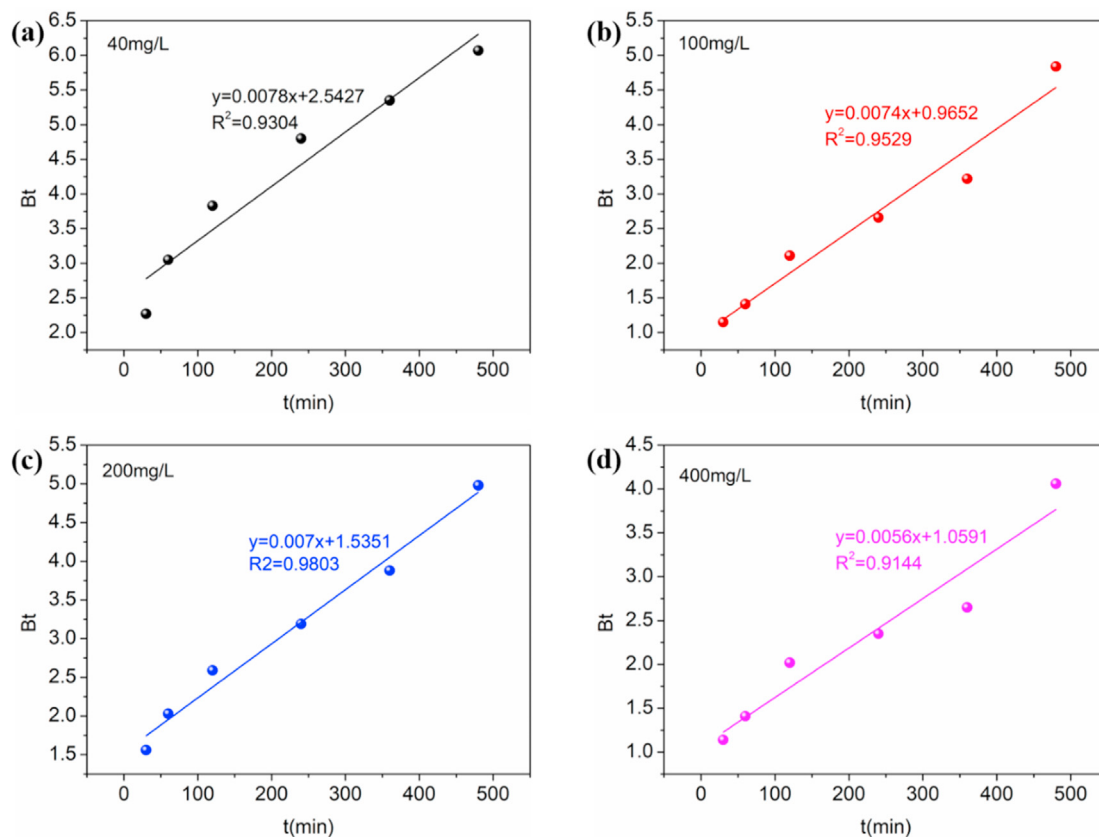 (a)
40mg/L
y=0.0078x+2.5427
R²=0.9304
6.5
6.0
5.5
5.0
4.5
4.0
3.5
3.0
2.5
2.0
Bt
0 100 200 300 400 500
t(min)
(b)
100mg/L
y=0.0074x+0.9652
R²=0.9529
5.5
5.0
4.5
4.0
3.5
3.0
2.5
2.0
1.5
1.0
Bt
0 100 200 300 400 500
t(min)
(c)
200mg/L
y=0.007x+1.5351
R2=0.9803
5.5
5.0
4.5
4.0
3.5
3.0
2.5
2.0
1.5
Bt
0 100 200 300 400 500
t(min)
(d)
400mg/L
y=0.0056x+1.0591
R²=0.9144
4.5
4.0
3.5
3.0
2.5
2.0
1.5
1.0
Bt
0 100 200 300 400 500
t(min)